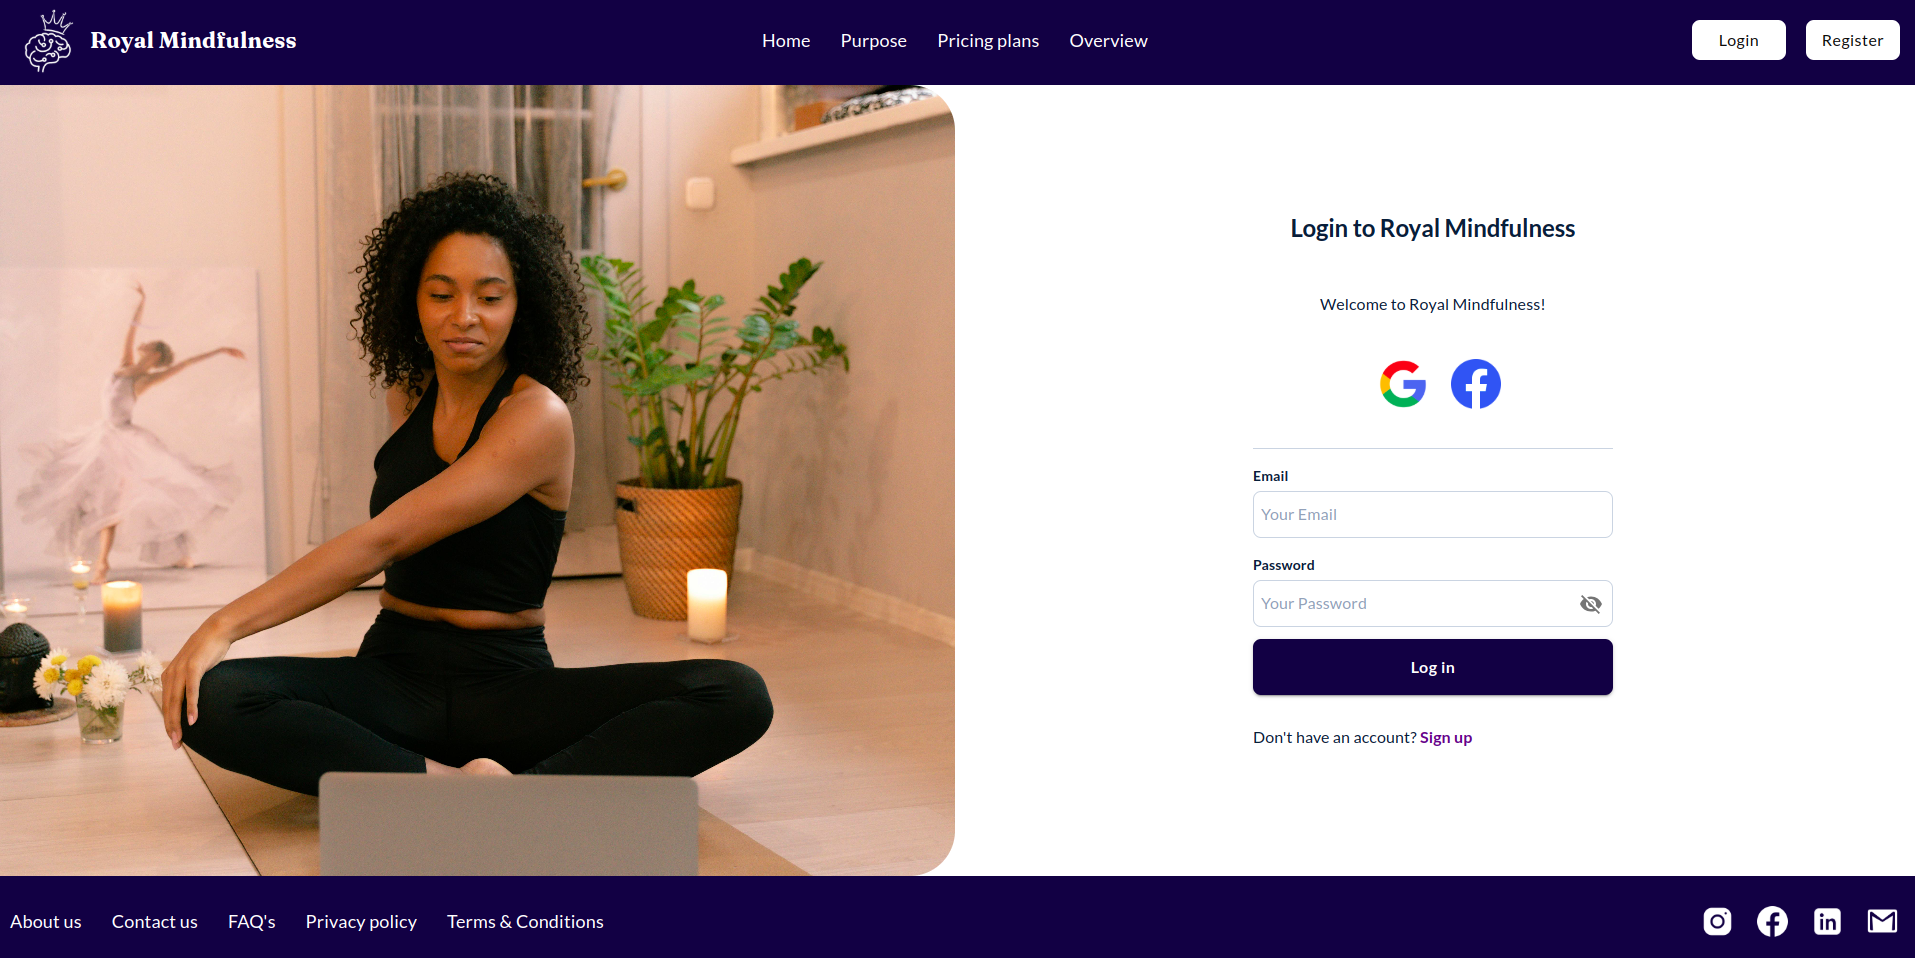 Royal Mindfulness
Home Purpose Pricing plans Overview
Login Register
Login to Royal Mindfulness
Welcome to Royal Mindfulness!
Email
Your Email
Password
Your Password
Log in
Don't have an account? Sign up
About us Contact us FAQ's Privacy policy Terms & Conditions